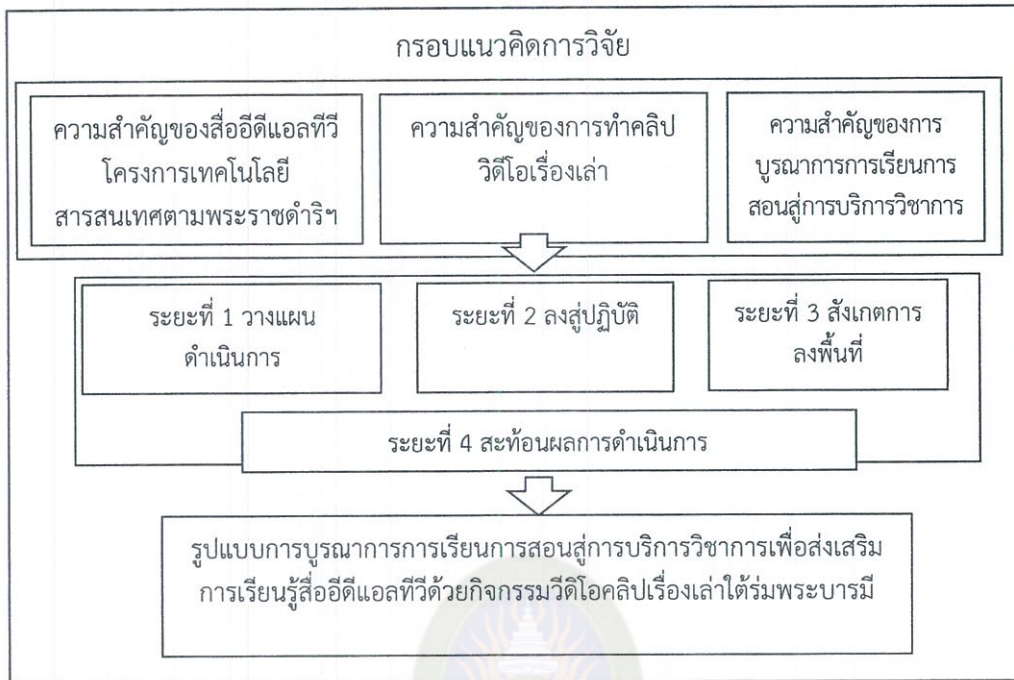 กรอบแนวคิดการวิจัย
ความสำคัญของสื่ออีดีแอลทีวี
โครงการเทคโนโลยี
สารสนเทศตามพระราชดำริฯ
ความสำคัญของการทำคลิป
วิดีโอเรื่องเล่า
ความสำคัญของการ
บูรณาการการเรียนการ
สอนสู่การบริการวิชาการ
ระยะที่ 1 วางแผน
ดำเนินการ
ระยะที่ 2 ลงสู่ปฏิบัติ
ระยะที่ 3 สังเกตการ
ลงพื้นที่
ระยะที่ 4 สะท้อนผลการดำเนินการ
รูปแบบการบูรณาการการเรียนการสอนสู่การบริการวิชาการเพื่อส่งเสริม
การเรียนรู้สื่ออีดีแอลทีวีด้วยกิจกรรมวีดิโอคลิปเรื่องเล่าใต้ร่มพระบารมี